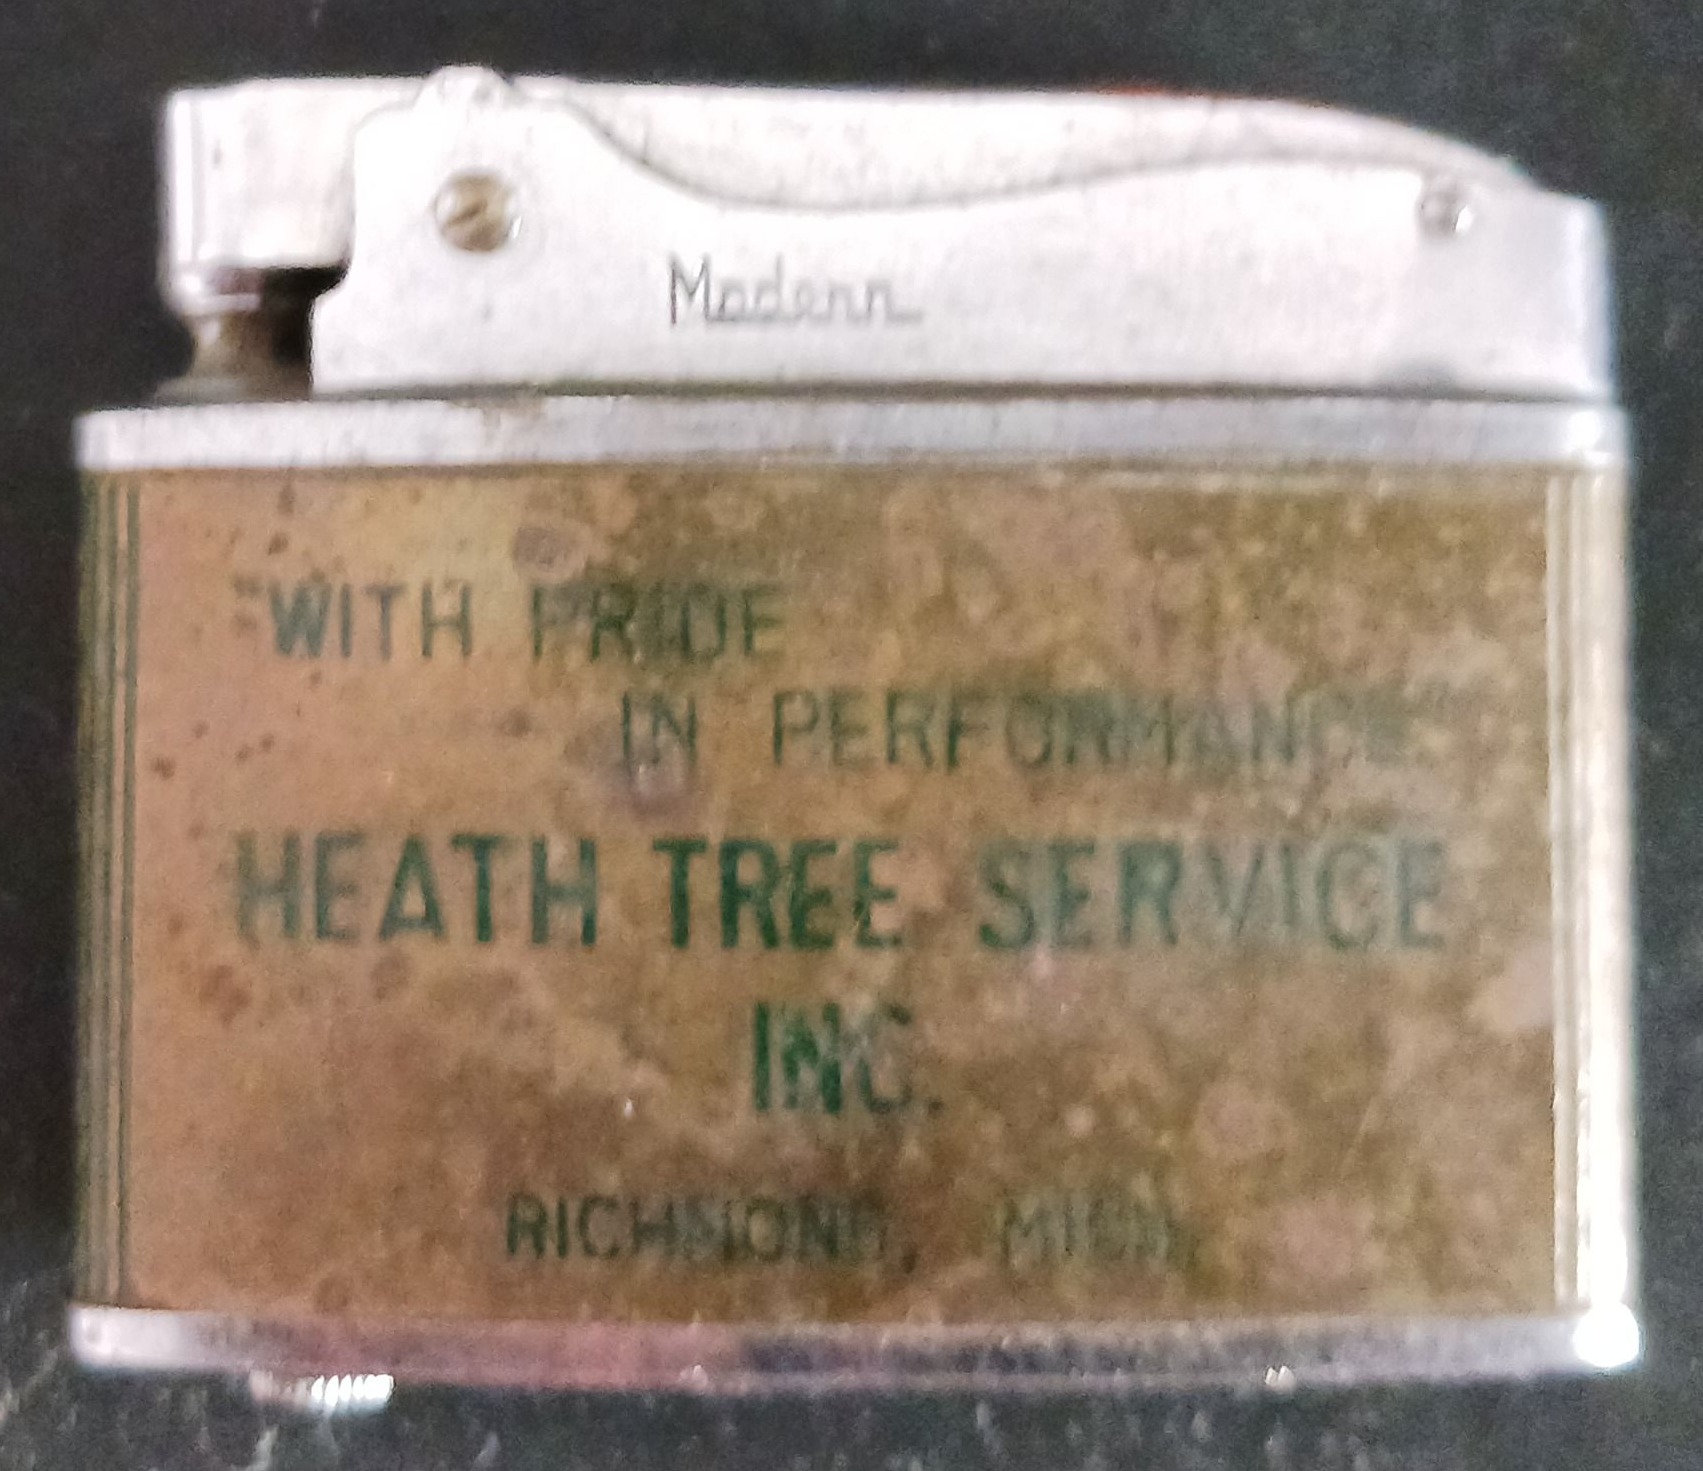 Modern
"WITH PRIDE
IN PERFORMANCE"
HEATH TREE SERVICE
INC.
RICHMOND, MICH.